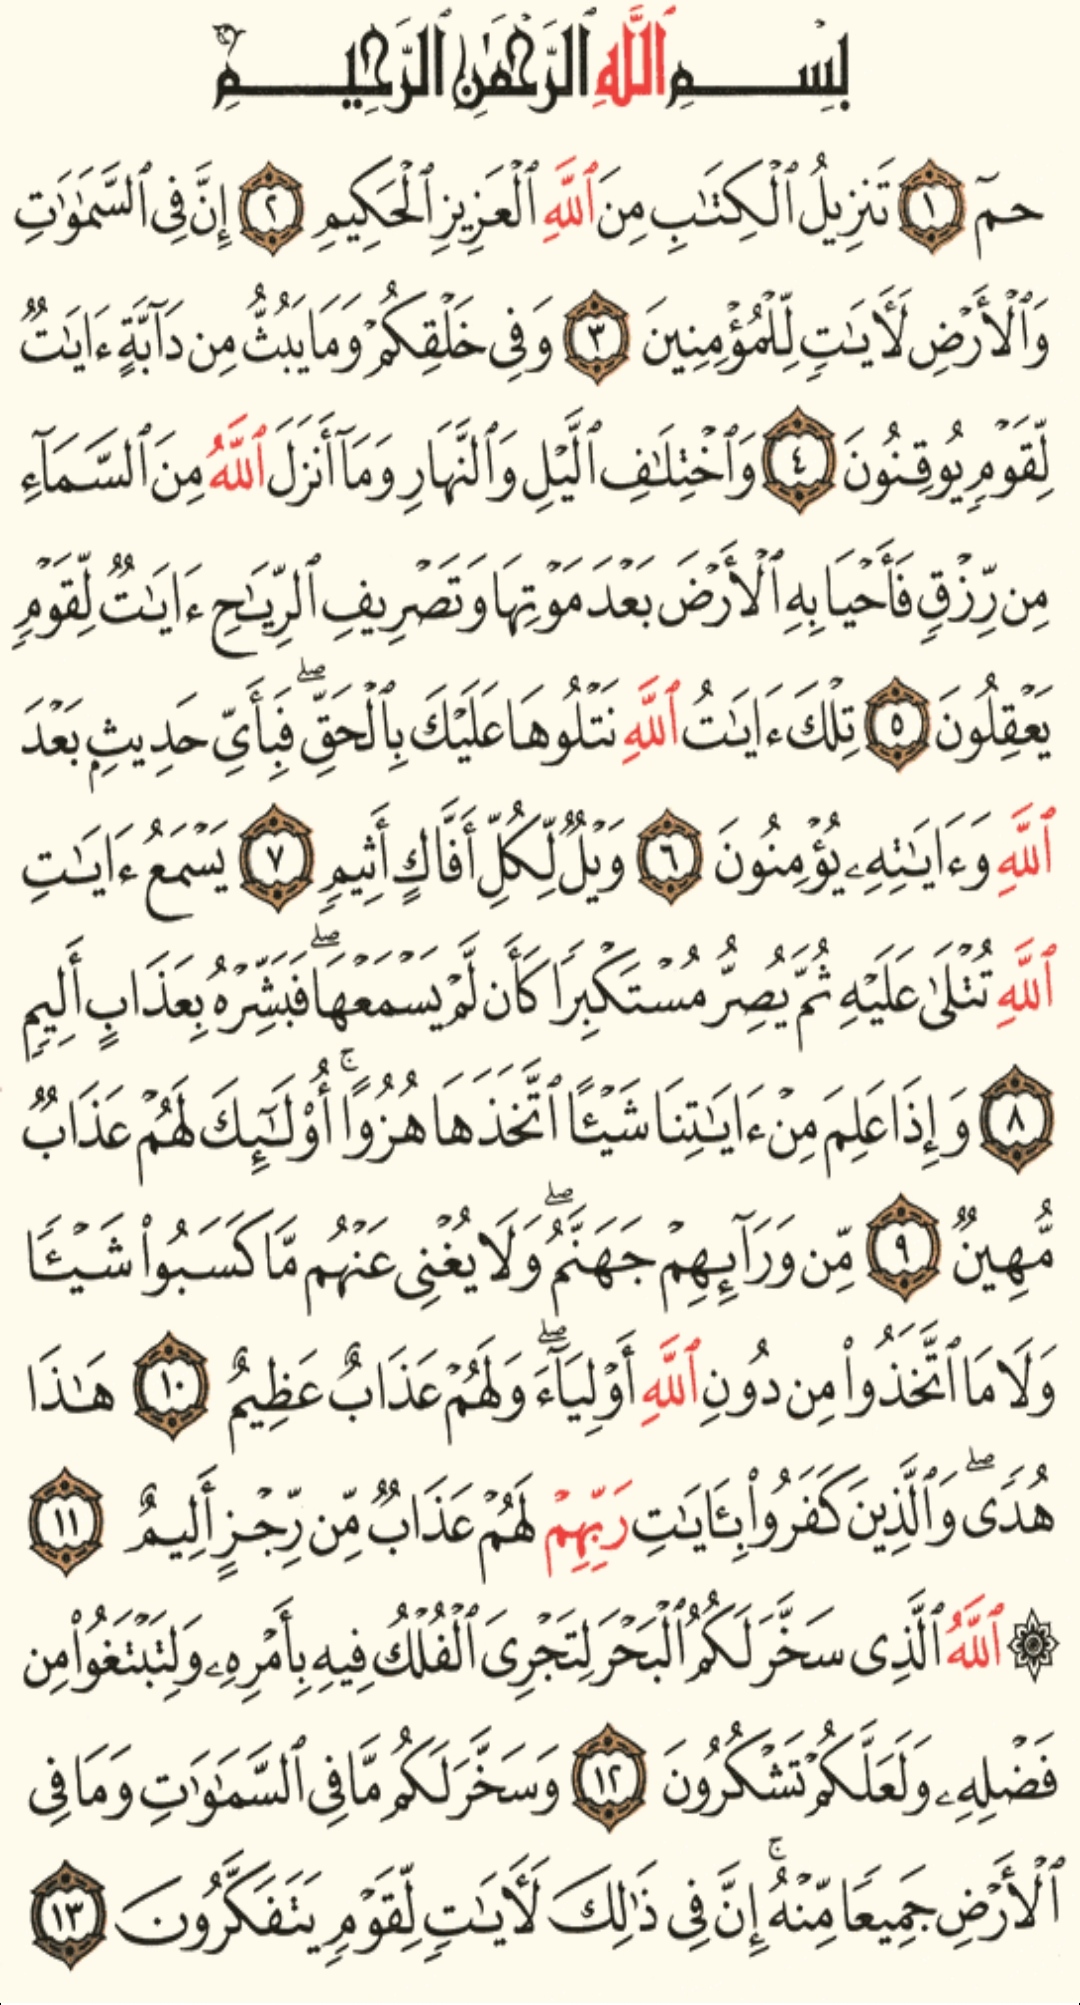 بِسْمِ ٱللَّهِ ٱلرَّحْمَٰنِ ٱلرَّحِيمِ
حمٓ ١ تَنزِيلُ ٱلْكِتَٰبِ مِنَ ٱللَّهِ ٱلْعَزِيزِ ٱلْحَكِيمِ ٢ إِنَّ فِى ٱلسَّمَٰوَٰتِ
وَٱلْأَرْضِ لَـَٔايَٰتٍ لِّلْمُؤْمِنِينَ ٣ وَفِى خَلْقِكُمْ وَمَا يَبُثُّ مِن دَآبَّةٍ ءَايَٰتٌ
لِّقَوْمٍ يُوقِنُونَ ٤ وَٱخْتِلَٰفِ ٱلَّيْلِ وَٱلنَّهَارِ وَمَآ أَنزَلَ ٱللَّهُ مِنَ ٱلسَّمَآءِ
مِن رِّزْقٍ فَأَحْيَا بِهِ ٱلْأَرْضَ بَعْدَ مَوْتِهَا وَتَصْرِيفِ ٱلرِّيَٰحِ ءَايَٰتٌ لِّقَوْمٍ
يَعْقِلُونَ ٥ تِلْكَ ءَايَٰتُ ٱللَّهِ نَتْلُوهَا عَلَيْكَ بِٱلْحَقِّ ۖ فَبِأَىِّ حَدِيثٍ بَعْدَ
ٱللَّهِ وَءَايَٰتِهِۦ يُؤْمِنُونَ ٦ وَيْلٌ لِّكُلِّ أَفَّاكٍ أَثِيمٍ ٧ يَسْمَعُ ءَايَٰتِ
ٱللَّهِ تُتْلَىٰ عَلَيْهِ ثُمَّ يُصِرُّ مُسْتَكْبِرًا كَأَن لَّمْ يَسْمَعْهَا ۖ فَبَشِّرْهُ بِعَذَابٍ أَلِيمٍ
٨ وَإِذَا عَلِمَ مِنْ ءَايَٰتِنَا شَيْـًٔا ٱتَّخَذَهَا هُزُوًا ۚ أُو۟لَٰٓئِكَ لَهُمْ عَذَابٌ
مُّهِينٌ ٩ مِّن وَرَآئِهِمْ جَهَنَّمُ ۖ وَلَا يُغْنِى عَنْهُم مَّا كَسَبُوا۟ شَيْـًٔا
وَلَا مَا ٱتَّخَذُوا۟ مِن دُونِ ٱللَّهِ أَوْلِيَآءَ ۖ وَلَهُمْ عَذَابٌ عَظِيمٌ ١٠ هَٰذَا
هُدًى ۖ وَٱلَّذِينَ كَفَرُوا۟ بِـَٔايَٰتِ رَبِّهِمْ لَهُمْ عَذَابٌ مِّن رِّجْزٍ أَلِيمٌ ١١
۞ ٱللَّهُ ٱلَّذِى سَخَّرَ لَكُمُ ٱلْبَحْرَ لِتَجْرِىَ ٱلْفُلْكُ فِيهِ بِأَمْرِهِۦ وَلِتَبْتَغُوا۟ مِن
فَضْلِهِۦ وَلَعَلَّكُمْ تَشْكُرُونَ ١٢ وَسَخَّرَ لَكُم مَّا فِى ٱلسَّمَٰوَٰتِ وَمَا فِى
ٱلْأَرْضِ جَمِيعًا مِّنْهُ ۚ إِنَّ فِى ذَٰلِكَ لَـَٔايَٰتٍ لِّقَوْمٍ يَتَفَكَّرُونَ ١٣